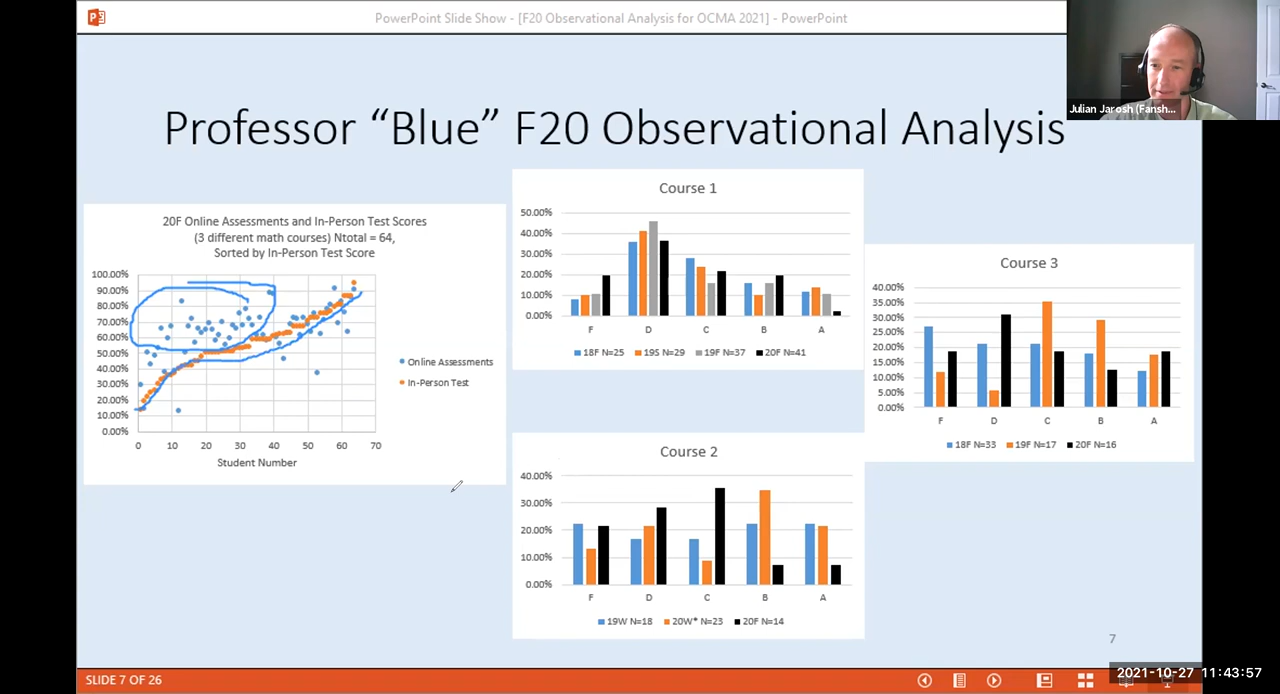 PowerPoint Slide Show - [F20 Observational Analysis for OCMA 2021] - PowerPoint
Julian Jarosh (Fansh...
Professor “Blue” F20 Observational Analysis
20F Online Assessments and In-Person Test Scores
(3 different math courses) Ntotal = 64,
Sorted by In-Person Test Score
100.00%
90.00%
80.00%
70.00%
60.00%
50.00%
40.00%
30.00%
20.00%
10.00%
0.00%
0 10 20 30 40 50 60 70
Student Number
Online Assessments
In-Person Test
Course 1
50.00%
40.00%
30.00%
20.00%
10.00%
0.00%
F D C B A
18F N=25 19S N=29 19F N=37 20F N=41
Course 2
40.00%
30.00%
20.00%
10.00%
0.00%
F D C B A
19W N=18 20W* N=23 20F N=14
Course 3
40.00%
35.00%
30.00%
25.00%
20.00%
15.00%
10.00%
5.00%
0.00%
F D C B A
18F N=33 19F N=17 20F N=16
7
SLIDE 7 OF 26
2021-10-27 11:43:57